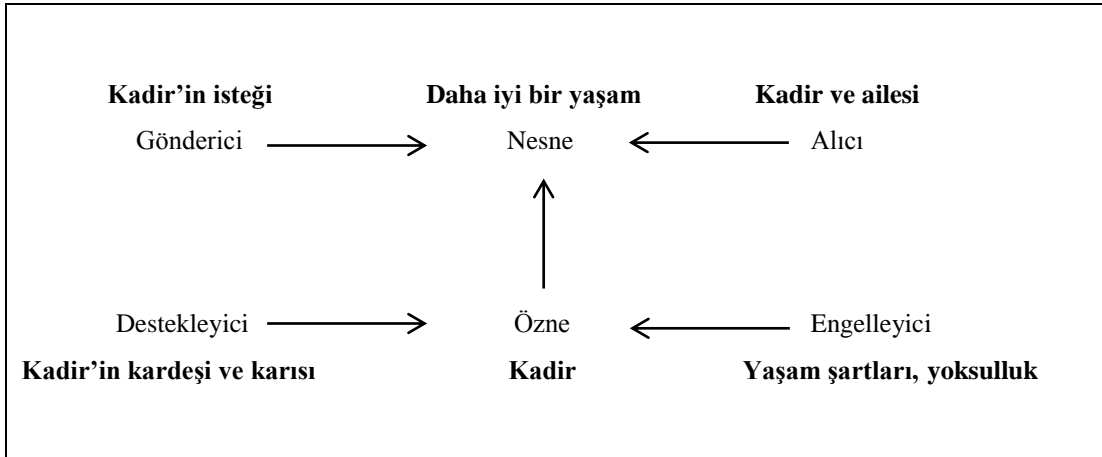 Kadir’in isteği Daha iyi bir yaşam Kadir ve ailesi
Gönderici Nesne Alıcı
Destekleyici Özne Engelleyici
Kadir’in kardeşi ve karısı Kadir Yaşam şartları, yoksulluk